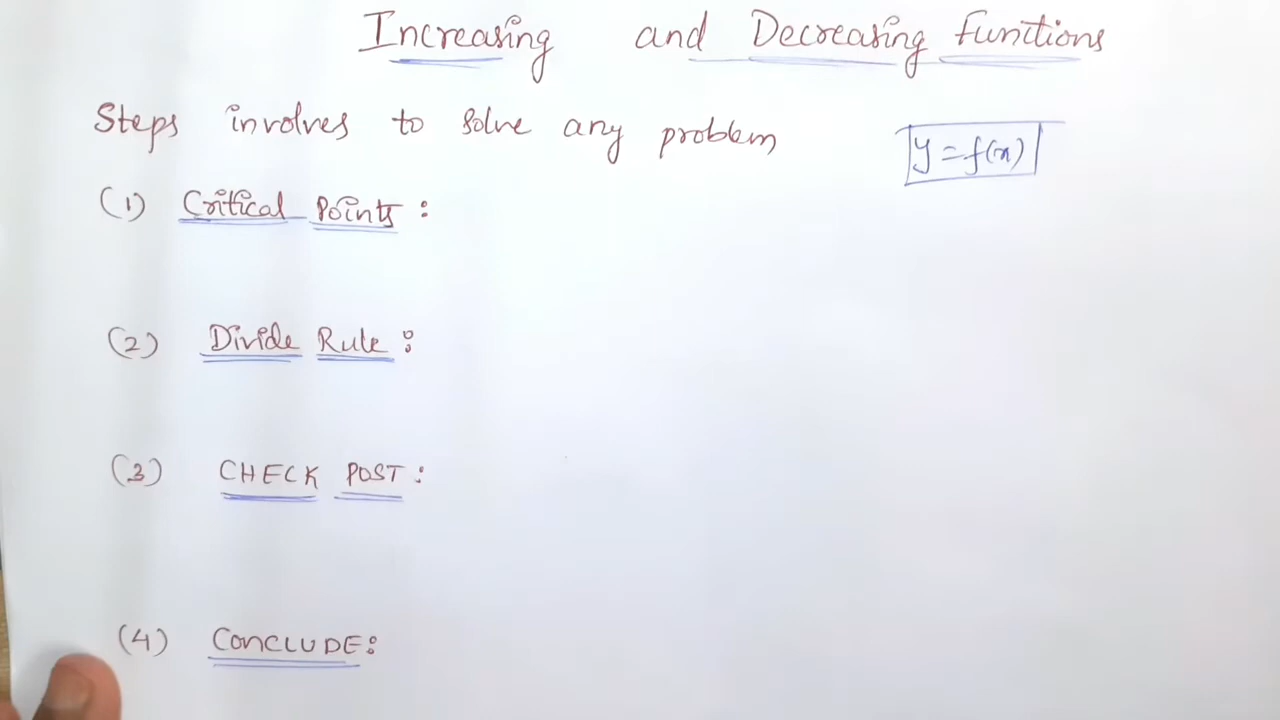 Increasing and Decreasing Functions
Steps involves to solve any problem
y = f(x)
(1) Critical Points :
(2) Divide Rule :
(3) CHECK POST :
(4) CONCLUDE :